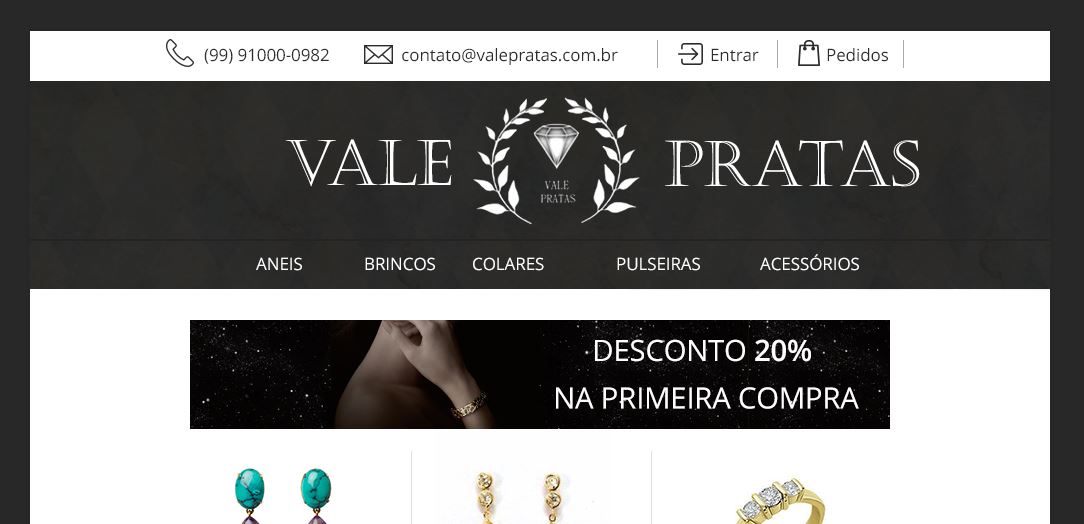 (99) 91000-0982 contato@valepratas.com.br Entrar Pedidos
VALE PRATAS
VALE
PRATAS
ANEIS BRINCOS COLARES PULSEIRAS ACESSÓRIOS
DESCONTO 20%
NA PRIMEIRA COMPRA